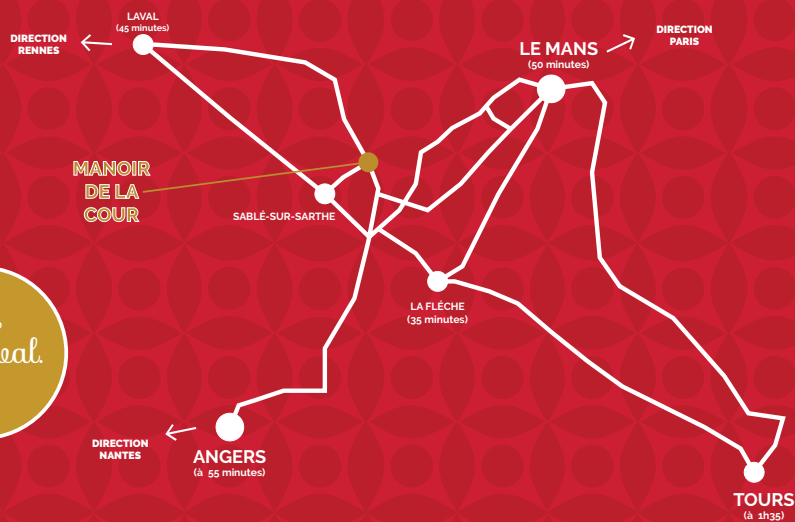 LAVAL
(45 minutes)
DIRECTION
RENNES
LE MANS
(50 minutes)
DIRECTION
PARIS
MANOIR
DE LA
COUR
SABLÉ-SUR-SARTHE
LA FLÉCHE
(35 minutes)
DIRECTION
NANTES
ANGERS
(à 55 minutes)
TOURS
(à 1h35)